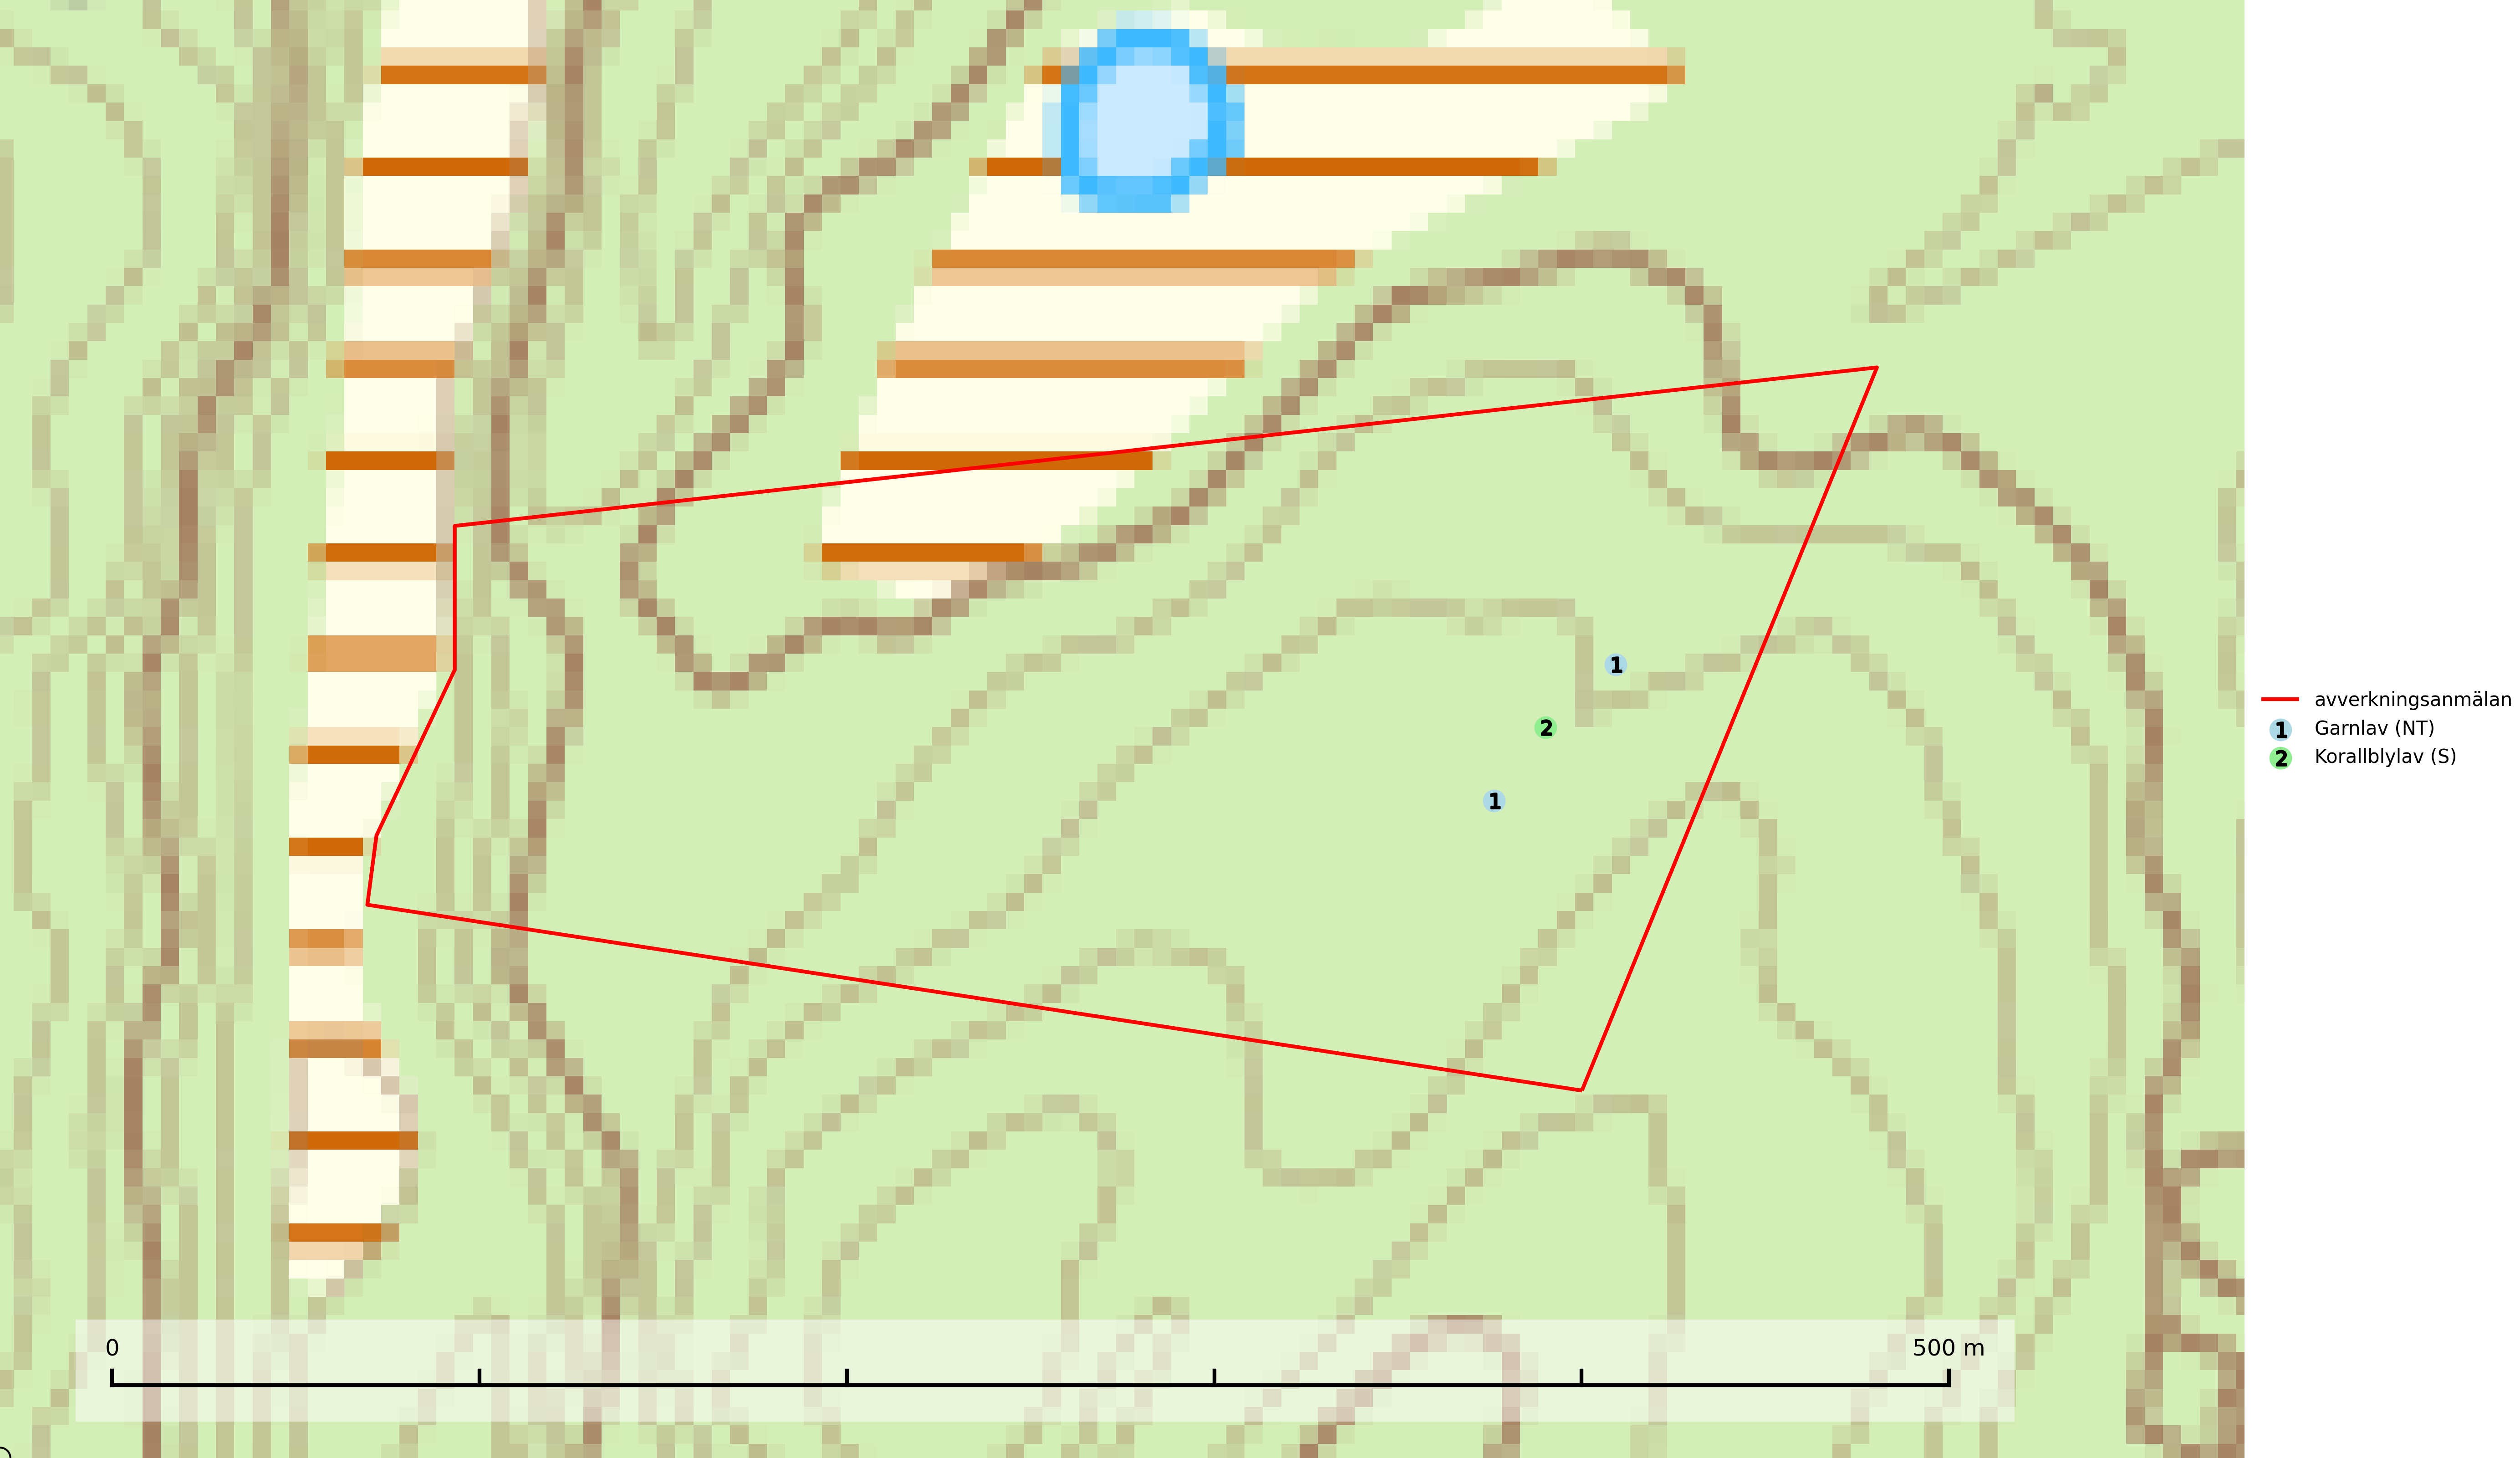 1
2
1
avverkningsanmälan
1 Garnlav (NT)
2 Korallblylav (S)
0 500 m